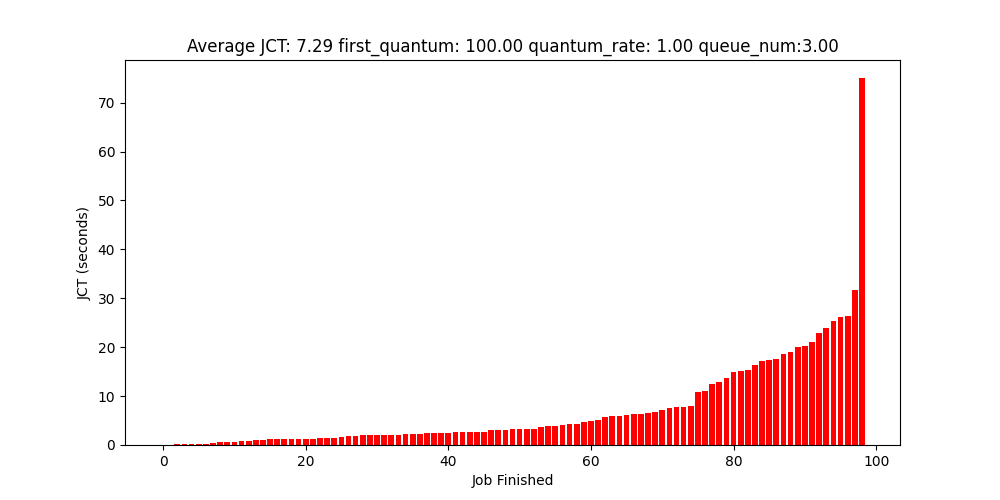 Average JCT: 7.29 first_quantum: 100.00 quantum_rate: 1.00 queue_num:3.00
JCT (seconds)
70
60
50
40
30
20
10
0
0 20 40 60 80 100
Job Finished